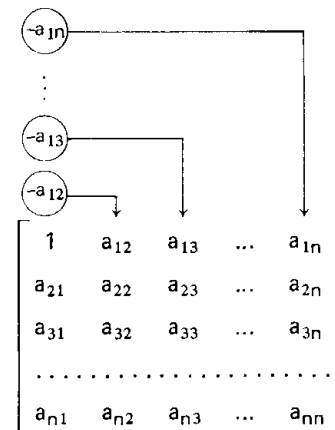 -a1n
⋮
-a13
-a12
1 a12 a13 ... a1n
a21 a22 a23 ... a2n
a31 a32 a33 ... a3n
. . . . . . . . . . . . . . . . . . . . . .
an1 an2 an3 ... ann